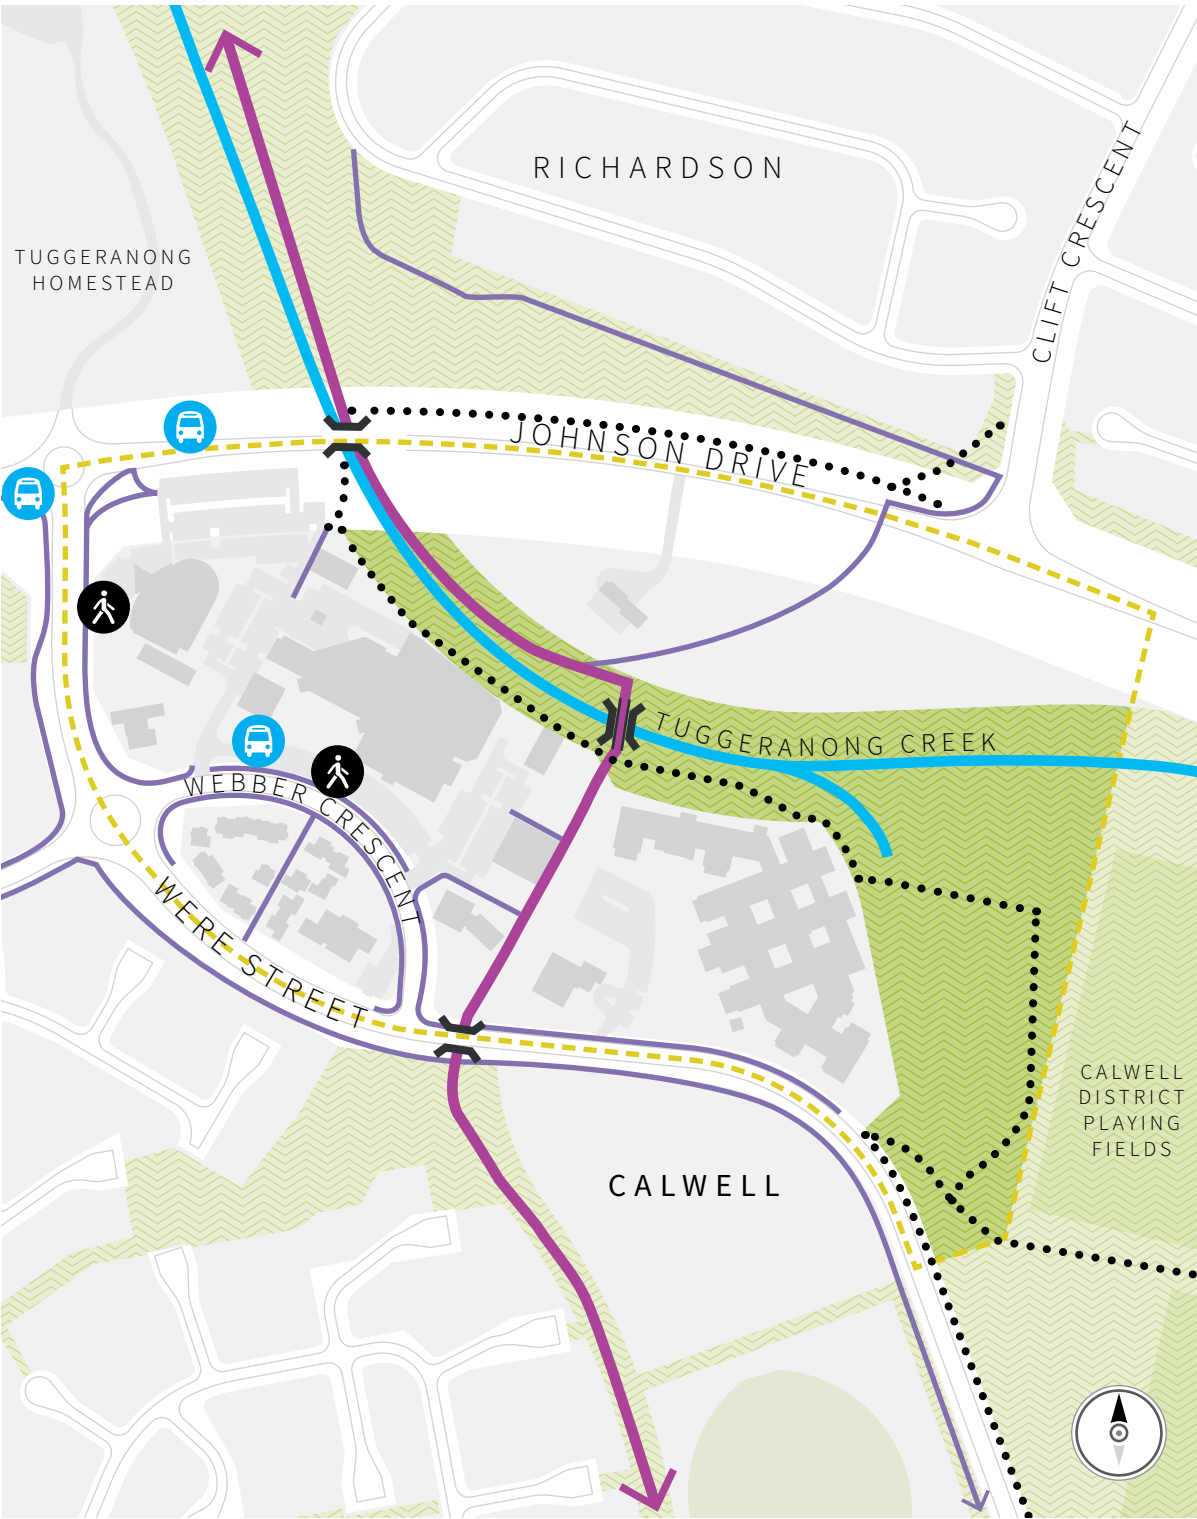 RICHARDSON
CLIFT CRESCENT
TUGGERANONG
HOMESTEAD
JOHNSON DRIVE
TUGGERANONG CREEK
WEBBER CRESCENT
WERE STREET
CALWELL
DISTRICT
PLAYING
FIELDS
CALWELL